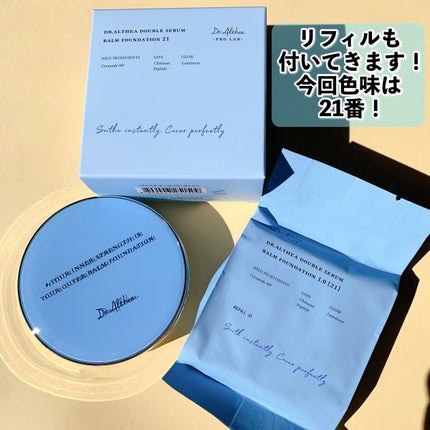 リフィルも
付いてきます！
今回色味は
21番！
DR.ALTHEA DOUBLE SERUM
BALM FOUNDATION 21
Dr.Althea
-PRO LAB-
MILD INGREDIENTS SAFE GLOW
Ceramide NP Chitosan Luminous
Peptide
Soothe instantly Cover perfectly
YOUR INNER STRENGTH IS
YOUR OUTER BALM FOUNDATION
Dr.Althea
DR.ALTHEA DOUBLE SERUM
BALM FOUNDATION 1.0 [21]
MILD INGREDIENTS SAFE GLOW
Ceramide NP Chitosan Luminous
Peptide
REFILL 21
Soothe instantly Cover perfectly